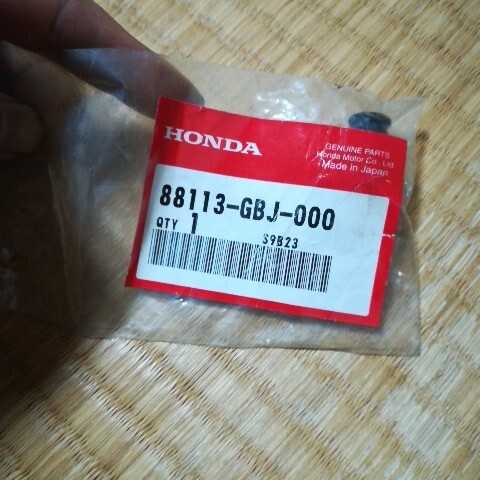 HONDA
GENUINE PARTS
Honda Motor Co., Ltd.
Made in Japan
88113-GBJ-000
QTY 1
S9B23